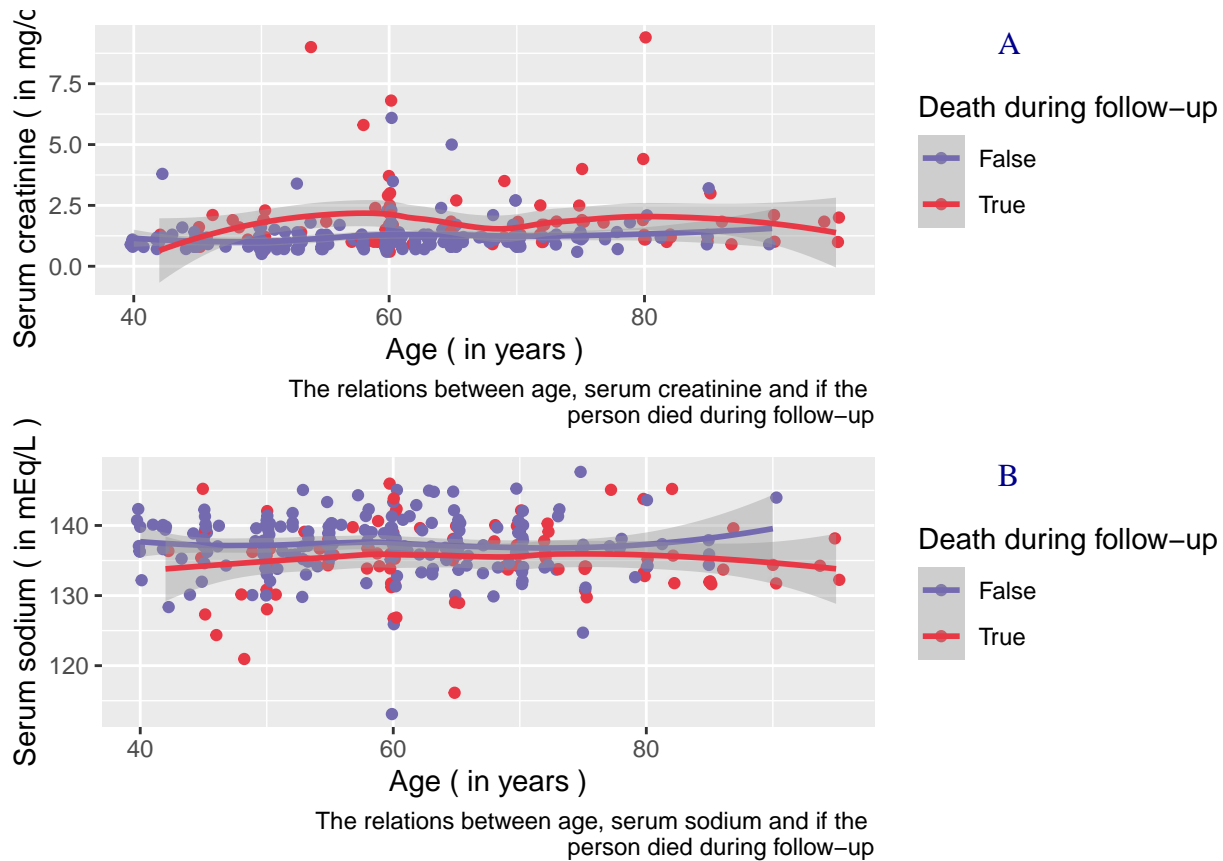 Serum creatinine ( in mg/d
7.5
5.0
2.5
0.0
40
60
80
Age ( in years )
The relations between age, serum creatinine and if the
person died during follow−up
A
Death during follow−up
False
True
Serum sodium ( in mEq/L )
140
130
120
40
60
80
Age ( in years )
The relations between age, serum sodium and if the
person died during follow−up
B
Death during follow−up
False
True